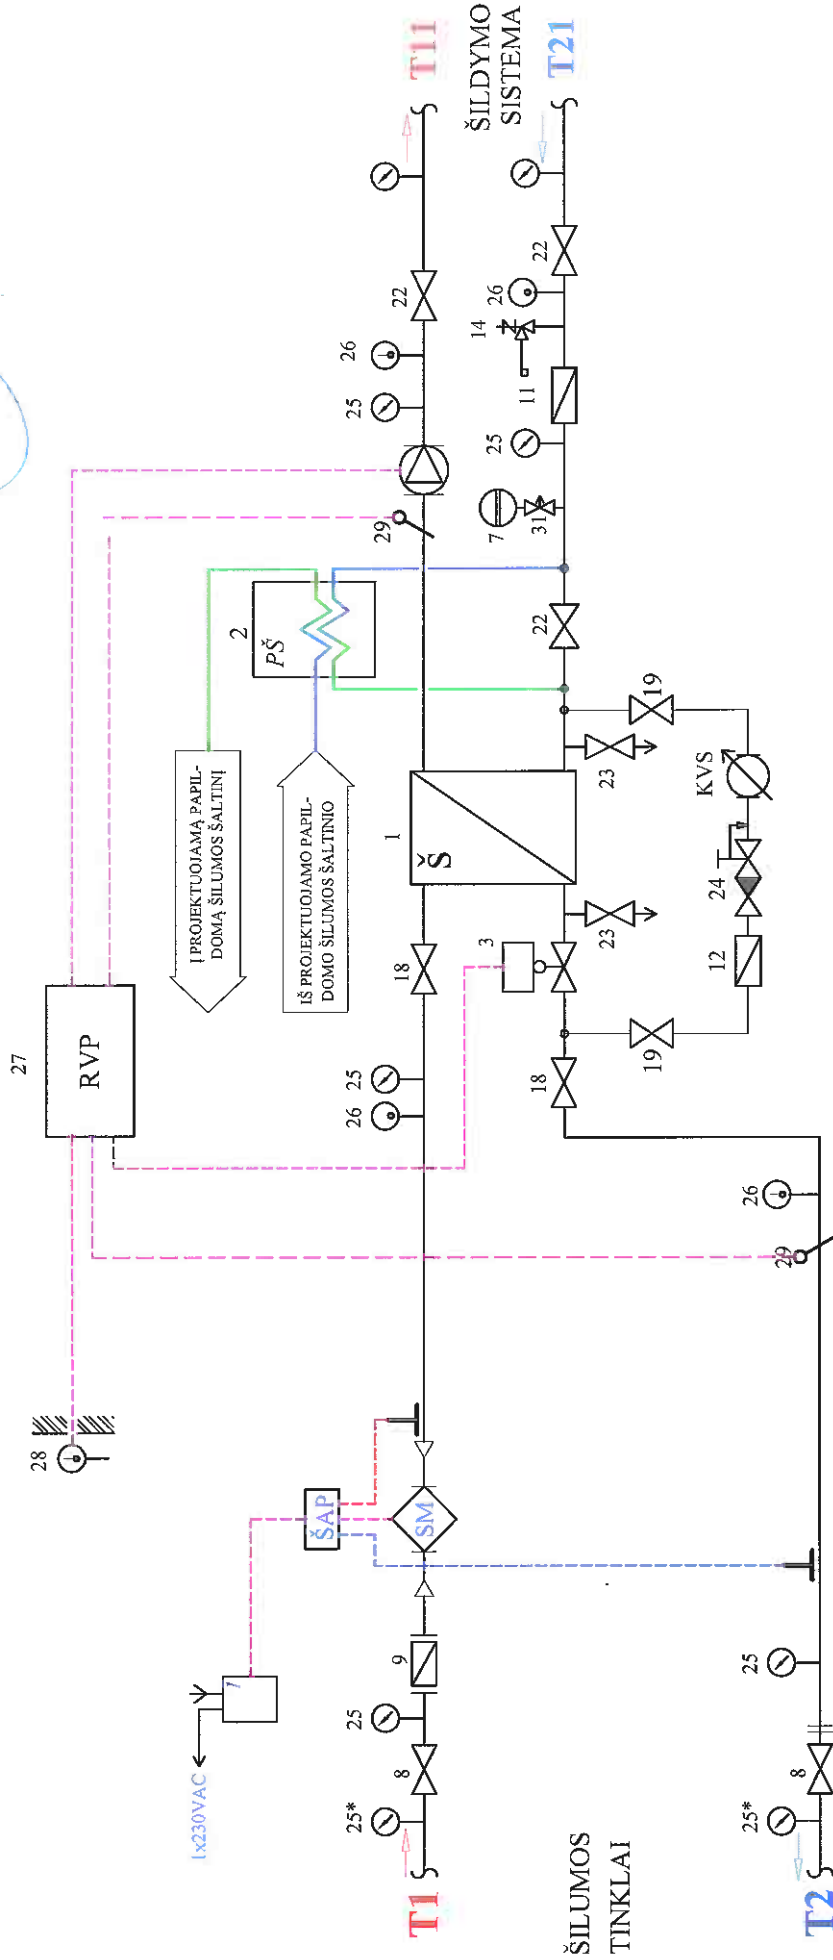 27
RVP
28
Į PROJEKTUOJAMĄ PAPIL-
DOMĄ ŠILUMOS ŠALTINĮ
IŠ PROJEKTUOJAMO PAPIL-
DOMO ŠILUMOS ŠALTINIO
2
PŠ
1x230VAC
1
ŠAP
SM
T1
25*
8
25
9
26
25
18
1
Š
29
25
26
22
T11
ŠILDYMO
SISTEMA
T21
3
23
23
18
19
12
24
KVS
19
22
7
31
25
11
14
26
22
ŠILUMOS
TINKLAI
T2
25*
8
25
29
26